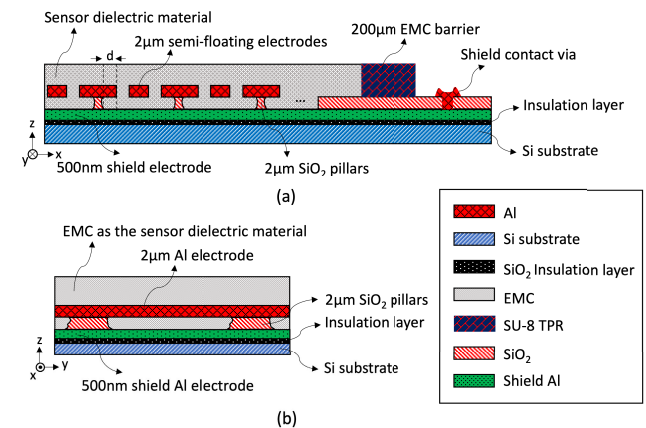 Sensor dielectric material
200μm EMC barrier
2μm semi-floating electrodes
Shield contact via
d
...
Insulation layer
z
y x
500nm shield electrode
2μm SiO₂ pillars
Si substrate
(a)
EMC as the sensor dielectric material
2μm Al electrode
2μm SiO₂ pillars
Insulation layer
z
x y
Si substrate
500nm shield Al electrode
(b)
Al
Si substrate
SiO₂ Insulation layer
EMC
SU-8 TPR
SiO₂
Shield Al